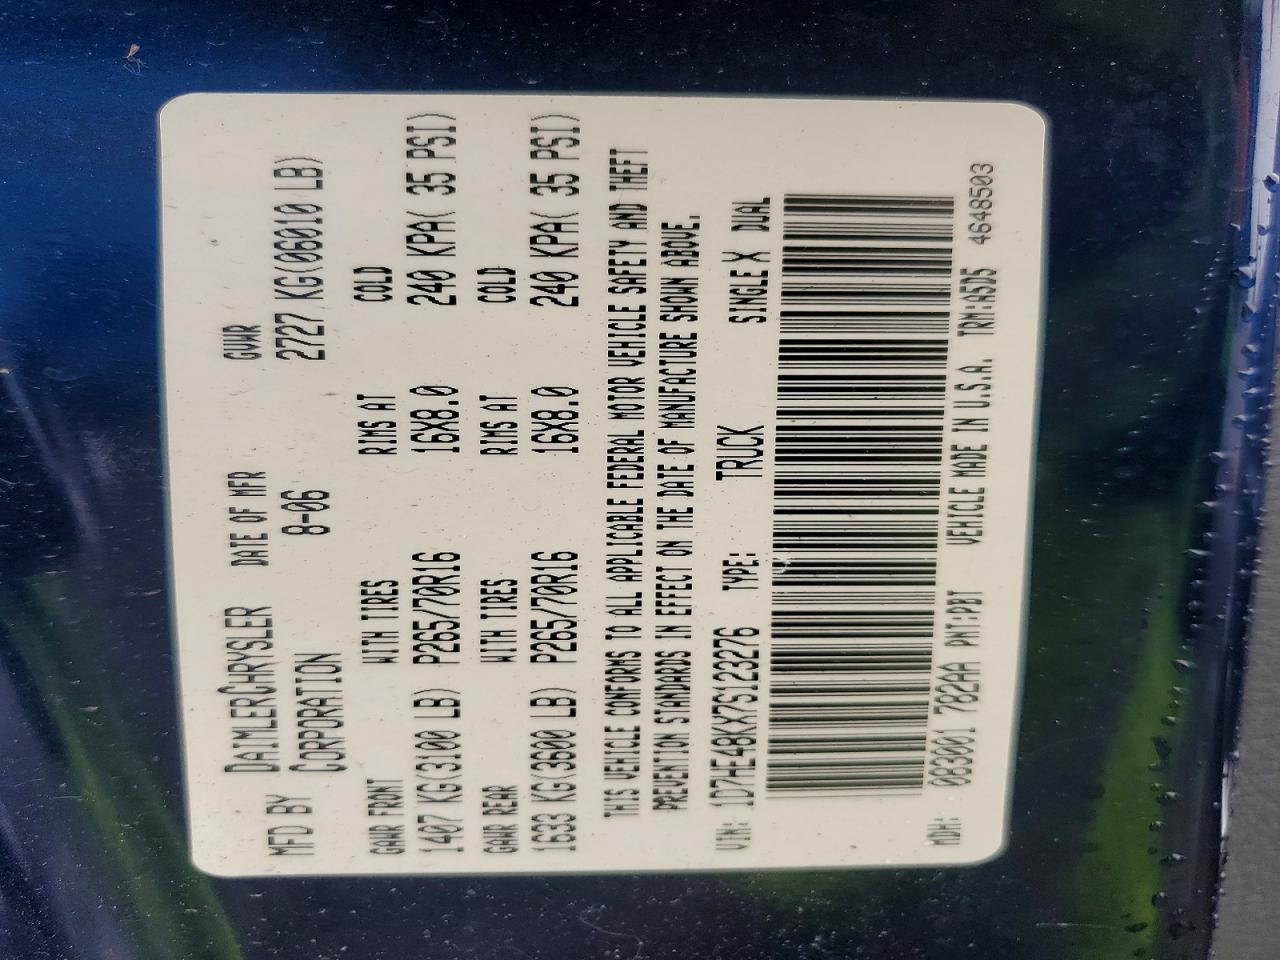 MFD BY DAIMLERCHRYSLER CORPORATION DATE OF MFR 8-06 GVWR 2727 KG(06010 LB)
GAWR FRONT WITH TIRES RIMS AT COLD
1407 KG(3100 LB) P265/70R16 16X8.0 240 KPA( 35 PSI)
GAWR REAR WITH TIRES RIMS AT COLD
1633 KG(3600 LB) P265/70R16 16X8.0 240 KPA( 35 PSI)
THIS VEHICLE CONFORMS TO ALL APPLICABLE FEDERAL MOTOR VEHICLE SAFETY AND THEFT
PREVENTION STANDARDS IN EFFECT ON THE DATE OF MANUFACTURE SHOWN ABOVE.
VIN: 1D7HE48KX7S123276 TYPE: TRUCK SINGLE X DUAL
MDH: 083001 702AA PNT:PBT VEHICLE MADE IN U.S.A. TRM:A5D5 4648503